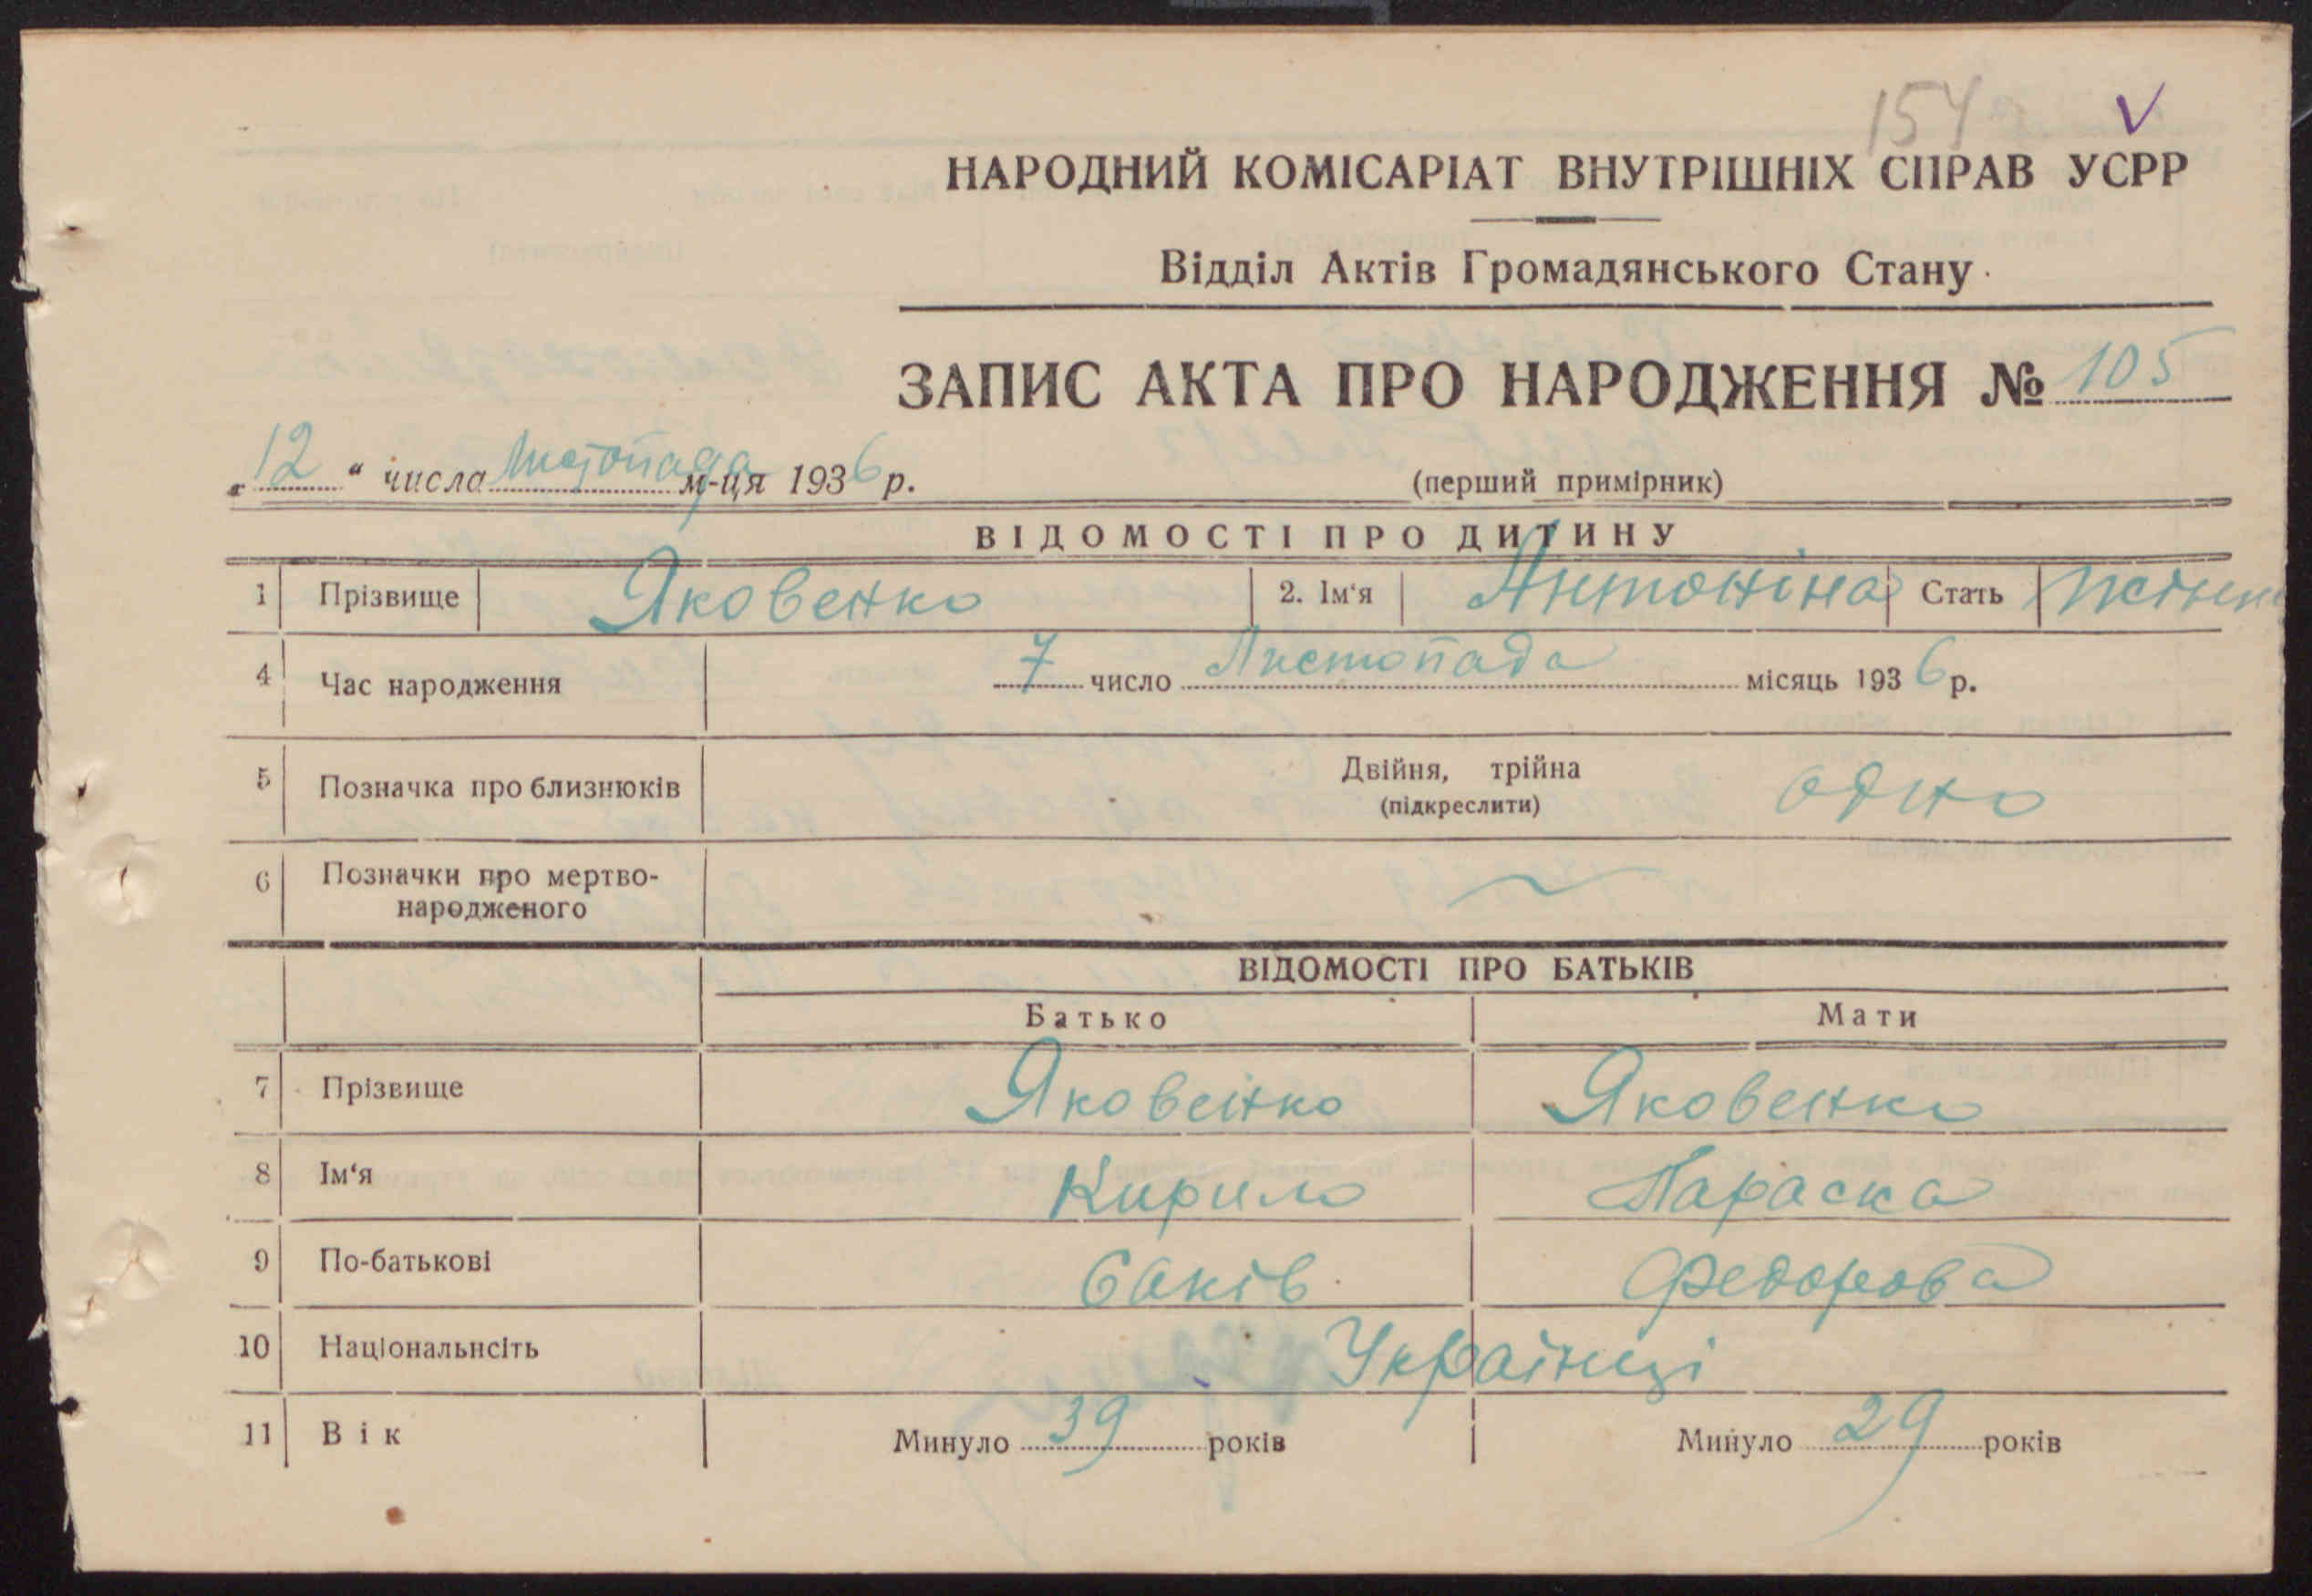 154 V
НАРОДНИЙ КОМІСАРІАТ ВНУТРІШНІХ СПРАВ УСРР
Відділ Актів Громадянського Стану
ЗАПИС АКТА ПРО НАРОДЖЕННЯ № 105
„ 12 “ числа Листопада м-ця 1936 р. (перший примірник)
ВІДОМОСТІ ПРО ДИТИНУ
1 Прізвище Яковенко 2. Ім‘я Антоніна Стать
4 Час народження 7 число Листопада місяць 1936 р.
5 Позначка про близнюків Двійня, трійна (підкреслити) одно
6 Позначки про мертво-
народженого
ВІДОМОСТІ ПРО БАТЬКІВ
Батько Мати
7 Прізвище Яковенко Яковенко
8 Ім‘я Кирило Параска
9 По-батькові Федорова
10 Національнсіть Українці
11 Вік Минуло 39 років Минуло 29 років